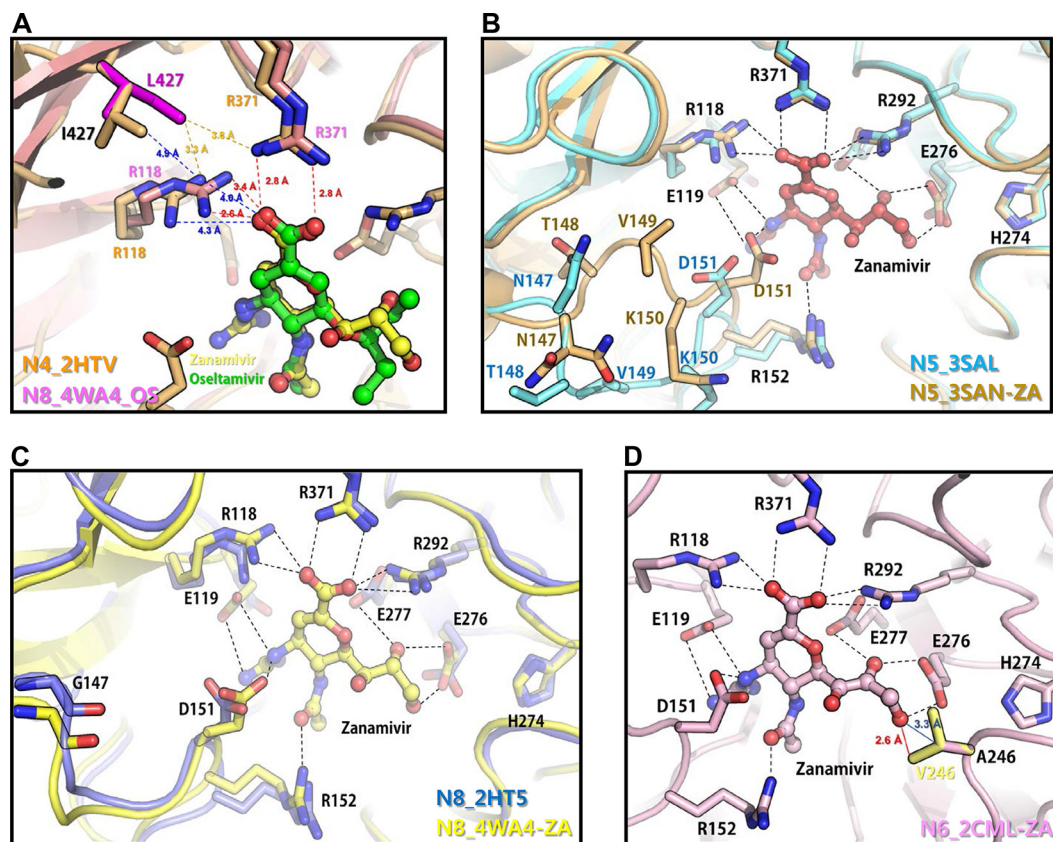 A
L427
R371
I427
3.8 Å
4.9 Å
3.3 Å
R371
R118
3.4 Å
2.8 Å
2.8 Å
4.0 Å
2.6 Å
4.3 Å
R118
Zanamivir
Oseltamivir
N4_2HTV
N8_4WA4_OS
B
R371
R118
R292
E276
E119
T148
V149
H274
Zanamivir
N147
D151
D151
N147
K150
T148
V149
K150
R152
N5_3SAL
N5_3SAN-ZA
C
R371
R118
R292
E119
E277
E276
G147
D151
Zanamivir
H274
R152
N8_2HT5
N8_4WA4-ZA
D
R371
R118
R292
E119
E277
E276
H274
D151
3.3 Å
2.6 Å
A246
Zanamivir
V246
R152
N6_2CML-ZA